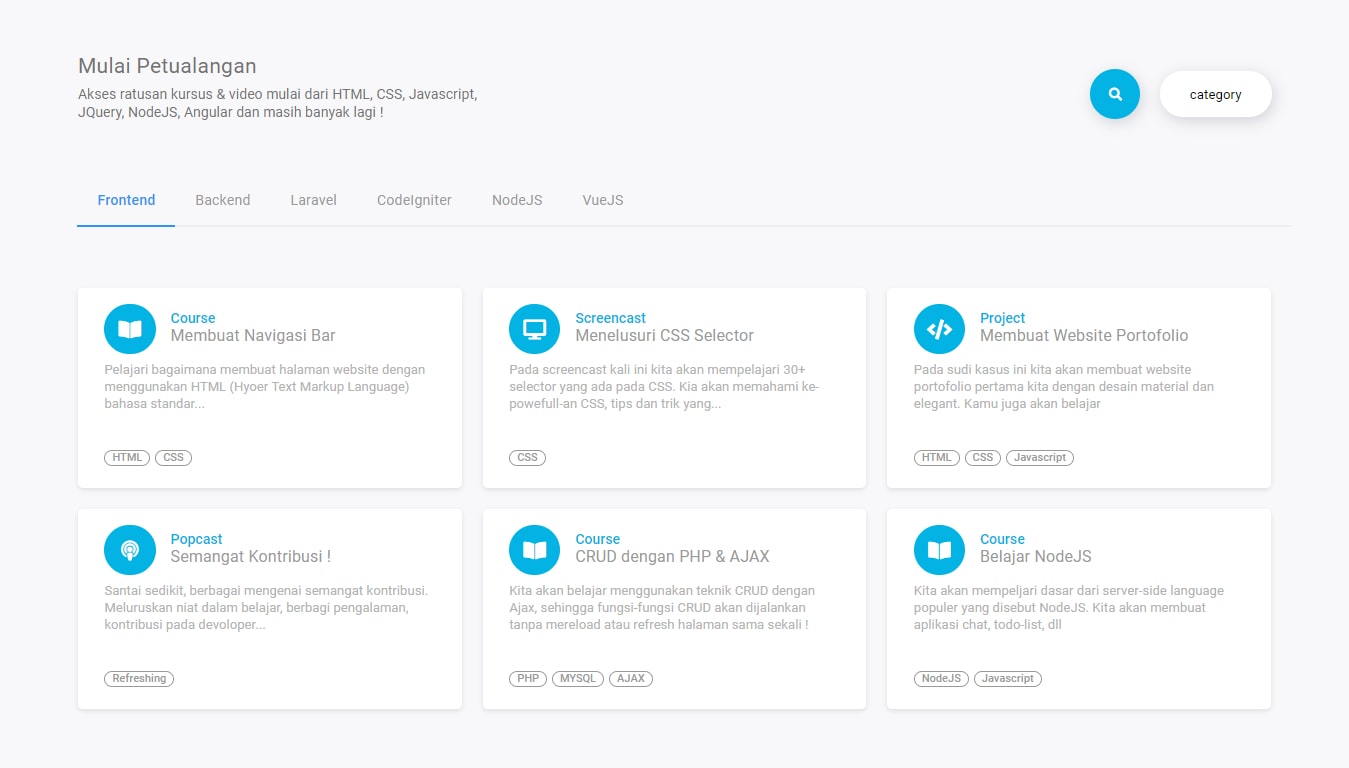 Mulai Petualangan
Akses ratusan kursus & video mulai dari HTML, CSS, Javascript,
JQuery, NodeJS, Angular dan masih banyak lagi !
category
Frontend Backend Laravel CodeIgniter NodeJS VueJS
Course
Membuat Navigasi Bar
Pelajari bagaimana membuat halaman website dengan
menggunakan HTML (Hyoer Text Markup Language)
bahasa standar...
HTML CSS
Screencast
Menelusuri CSS Selector
Pada screencast kali ini kita akan mempelajari 30+
selector yang ada pada CSS. Kia akan memahami ke-
powefull-an CSS, tips dan trik yang...
CSS
Project
Membuat Website Portofolio
Pada sudi kasus ini kita akan membuat website
portofolio pertama kita dengan desain material dan
elegant. Kamu juga akan belajar
HTML CSS Javascript
Popcast
Semangat Kontribusi !
Santai sedikit, berbagai mengenai semangat kontribusi.
Meluruskan niat dalam belajar, berbagi pengalaman,
kontribusi pada devoloper...
Refreshing
Course
CRUD dengan PHP & AJAX
Kita akan belajar menggunakan teknik CRUD dengan
Ajax, sehingga fungsi-fungsi CRUD akan dijalankan
tanpa mereload atau refresh halaman sama sekali !
PHP MYSQL AJAX
Course
Belajar NodeJS
Kita akan mempeljari dasar dari server-side language
populer yang disebut NodeJS. Kita akan membuat
aplikasi chat, todo-list, dll
NodeJS Javascript